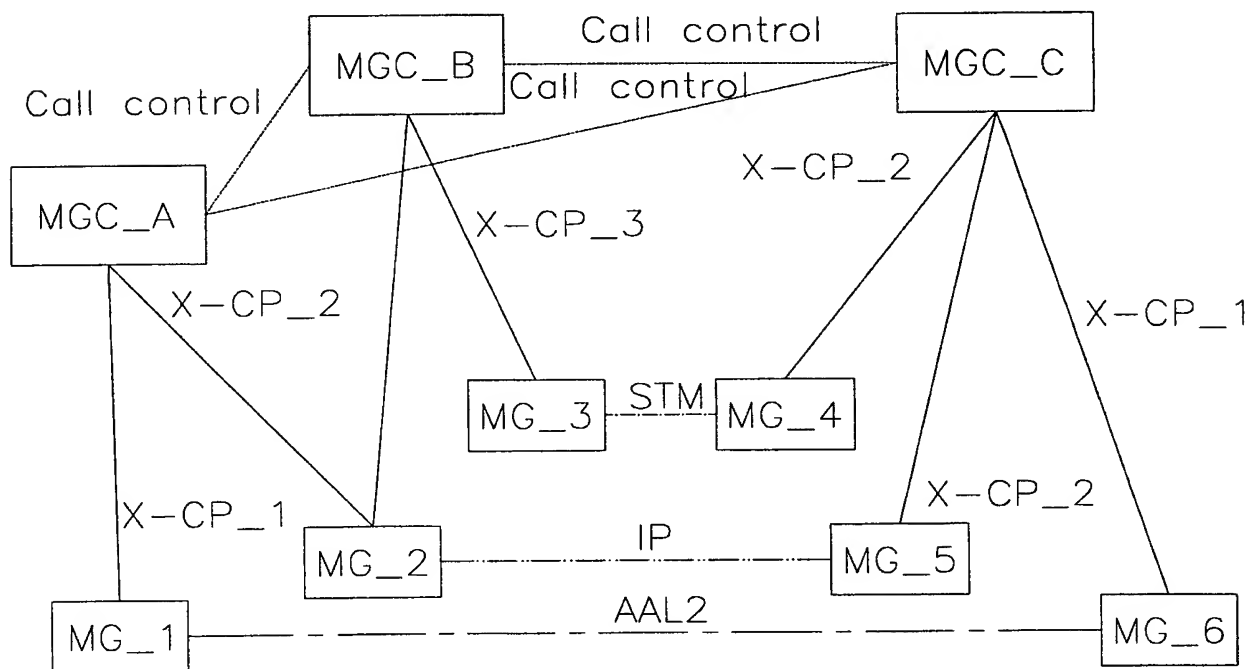 Call control
MGC_B
MGC_C
Call control
Call control
MGC_A
X-CP_2
X-CP_3
X-CP_2
X-CP_1
MG_3
STM
MG_4
X-CP_1
X-CP_2
MG_2
IP
MG_5
MG_1
AAL2
MG_6